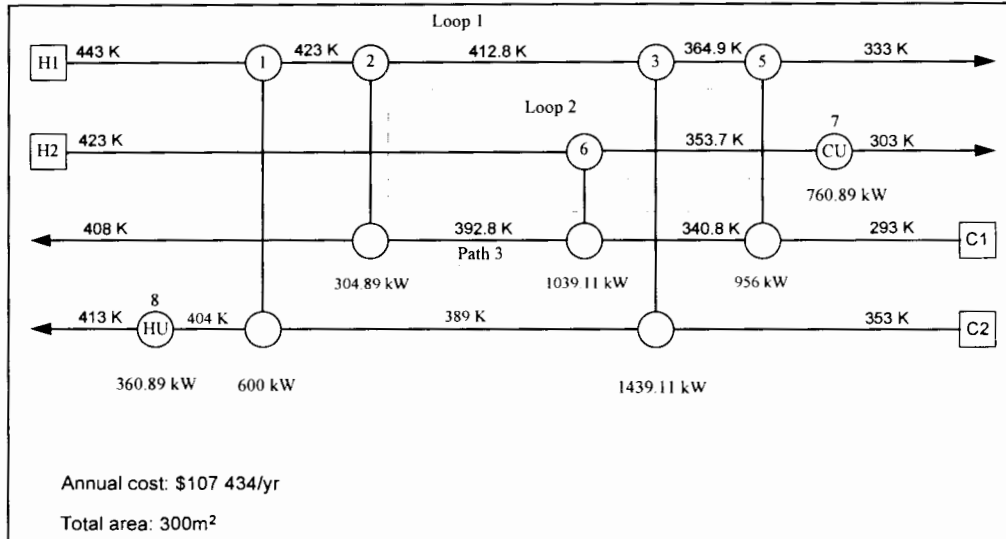 Loop 1
H1 443 K 1 423 K 2 412.8 K 3 364.9 K 5 333 K
Loop 2
7
H2 423 K 6 353.7 K CU 303 K
760.89 kW
408 K 392.8 K 340.8 K 293 K C1
Path 3
304.89 kW 1039.11 kW 956 kW
8
413 K HU 404 K 389 K 353 K C2
360.89 kW 600 kW 1439.11 kW
Annual cost: $107 434/yr
Total area: 300m²